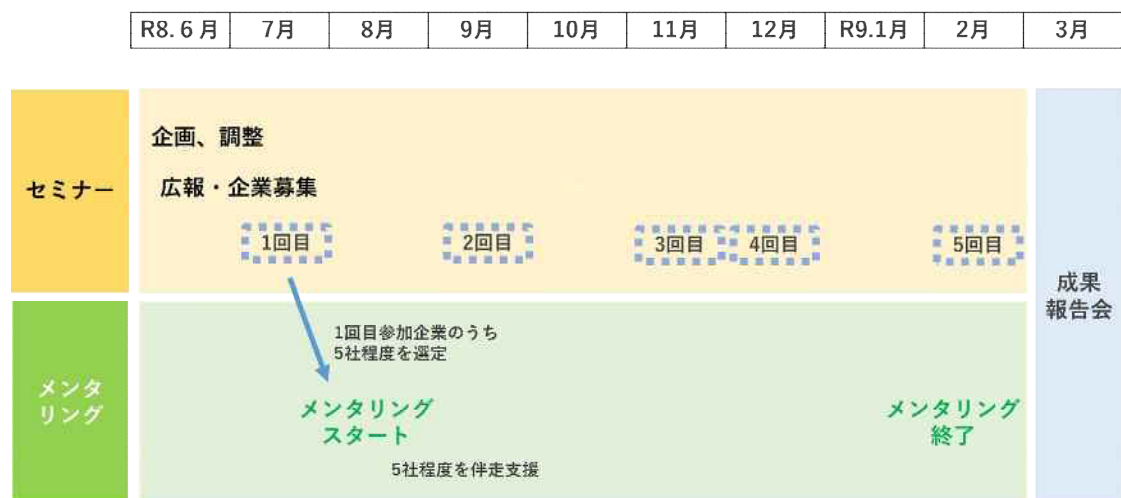 R8.6月 7月 8月 9月 10月 11月 12月 R9.1月 2月 3月
セミナー
企画、調整
広報・企業募集
1回目 2回目 3回目 4回目 5回目
成果
報告会
メンタ
リング
1回目参加企業のうち
5社程度を選定
メンタリング
スタート
メンタリング
終了
5社程度を伴走支援